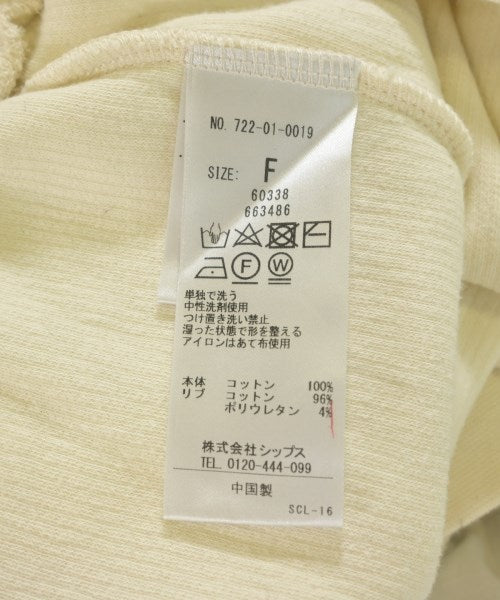 NO. 722-01-0019
SIZE: F
60338
663486
F W
単独で洗う
中性洗剤使用
つけ置き洗い禁止
湿った状態で形を整える
アイロンはあて布使用
本体 コットン 100%
リブ コットン 96%
ポリウレタン 4%
株式会社シップス
TEL. 0120-444-099
中国製
SCL-16